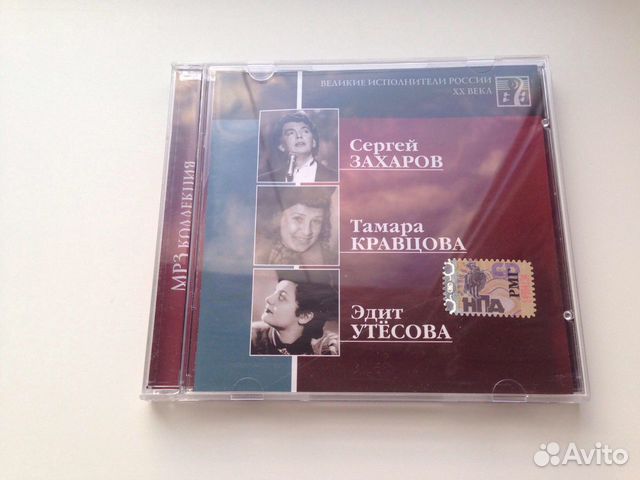 ВЕЛИКИЕ ИСПОЛНИТЕЛИ РОССИИ
XX ВЕКА
Сергей
ЗАХАРОВ
Тамара
КРАВЦОВА
Эдит
УТЁСОВА
MP3 КОЛЛЕКЦИЯ
НПА
РМГ
Avito